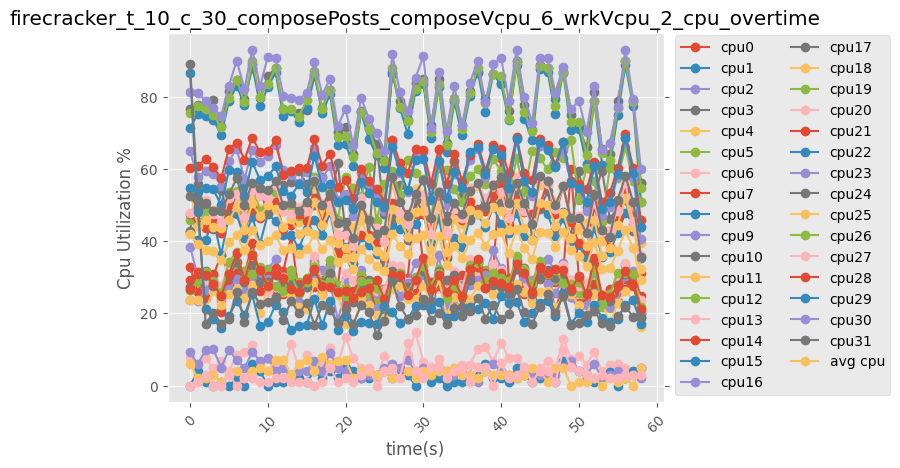 firecracker_t_10_c_30_composePosts_composeVcpu_6_wrkVcpu_2_cpu_overtime
Cpu Utilization %
80
60
40
20
0
0
10
20
30
40
50
60
time(s)
cpu0
cpu1
cpu2
cpu3
cpu4
cpu5
cpu6
cpu7
cpu8
cpu9
cpu10
cpu11
cpu12
cpu13
cpu14
cpu15
cpu16
cpu17
cpu18
cpu19
cpu20
cpu21
cpu22
cpu23
cpu24
cpu25
cpu26
cpu27
cpu28
cpu29
cpu30
cpu31
avg cpu